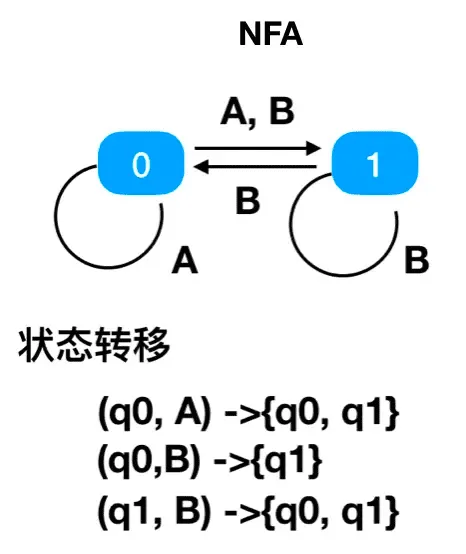 NFA
A, B
0
1
B
A
B
状态转移
(q0, A) ->{q0, q1}
(q0,B) ->{q1}
(q1, B) ->{q0, q1}